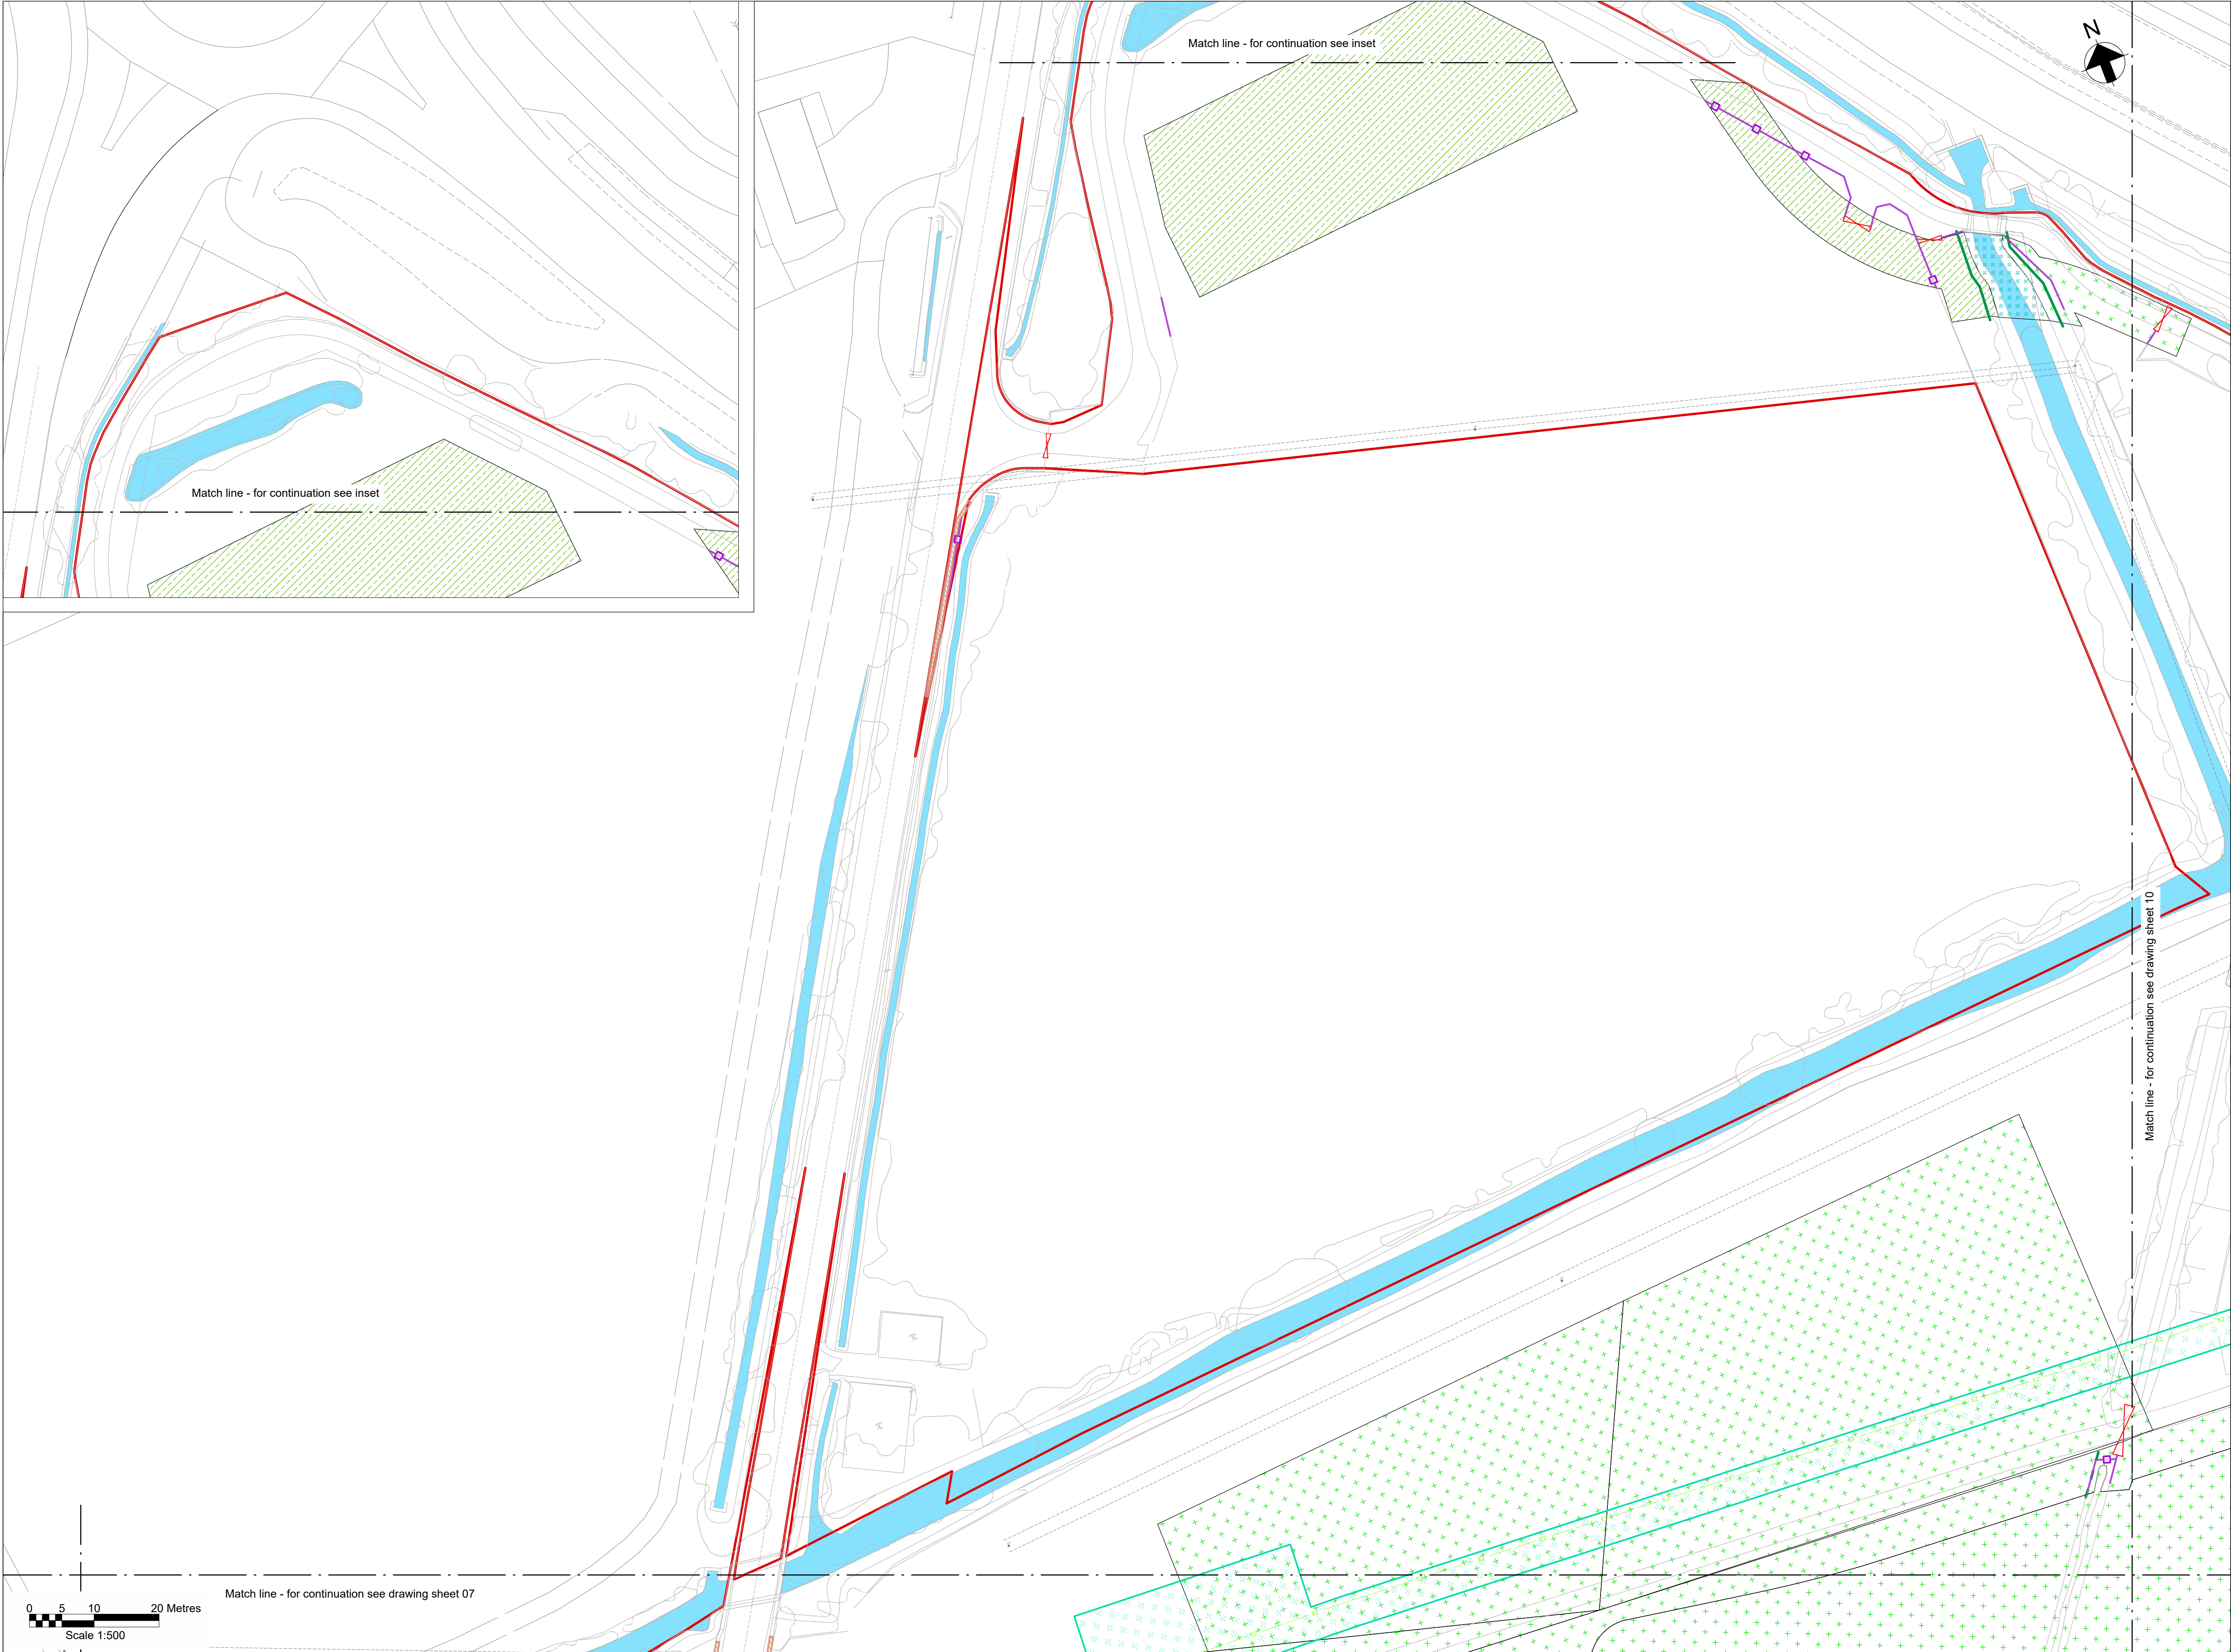 Match line - for continuation see inset
N
Match line - for continuation see inset
Match line - for continuation see drawing sheet 10
Match line - for continuation see drawing sheet 07
0 5 10 20 Metres
Scale 1:500